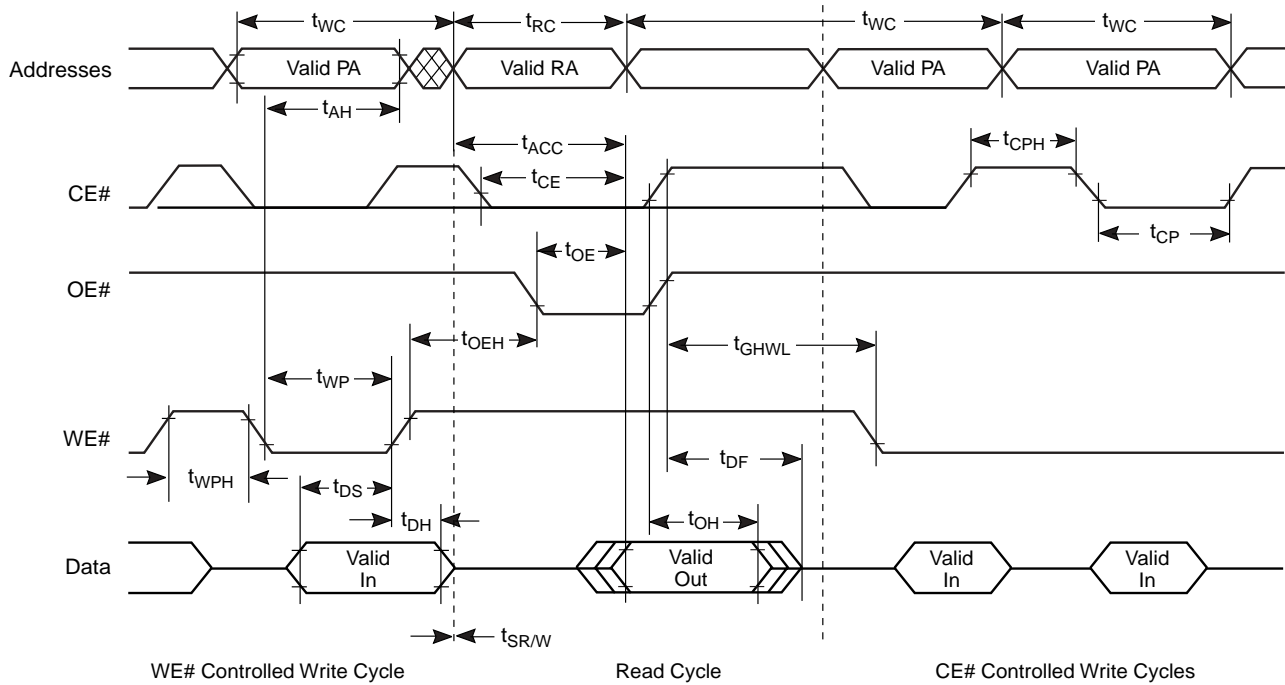 tWC
tRC
tWC
tWC
Addresses
Valid PA
Valid RA
Valid PA
Valid PA
tAH
tACC
tCPH
tCE
CE#
tCP
tOE
OE#
tOEH
tGHWL
tWP
WE#
tDF
tWPH
tDS
tDH
tOH
Data
Valid
In
Valid
Out
Valid
In
Valid
In
tSR/W
WE# Controlled Write Cycle
Read Cycle
CE# Controlled Write Cycles